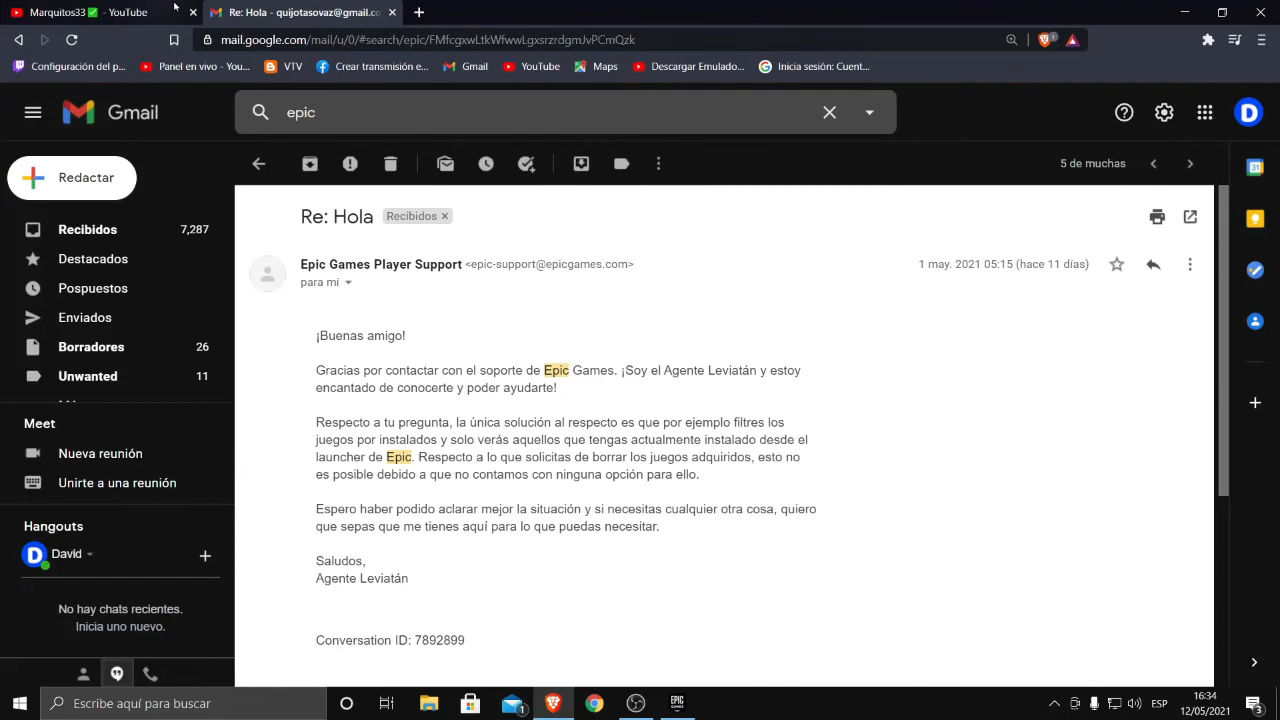 Marquitos33✅ - YouTube
Re: Hola - quijotasovaz@gmail.co
mail.google.com/mail/u/0/#search/epic/FMfcgxwLtkWfwwLgxsrzrdgmJvPCmQzk
1
Configuración del p...
Panel en vivo - You...
VTV
Crear transmisión e...
Gmail
YouTube
Maps
Descargar Emulado...
Inicia sesión: Cuent...
Gmail
epic
D
Redactar
5 de muchas
Recibidos 7,287
Destacados
Pospuestos
Enviados
Borradores 26
Unwanted 11
Meet
Nueva reunión
Unirte a una reunión
Hangouts
D David
No hay chats recientes.
Inicia uno nuevo.
Re: Hola Recibidos ×
Epic Games Player Support <epic-support@epicgames.com>
1 may. 2021 05:15 (hace 11 días)
para mí
¡Buenas amigo!
Gracias por contactar con el soporte de Epic Games. ¡Soy el Agente Leviatán y estoy
encantado de conocerte y poder ayudarte!
Respecto a tu pregunta, la única solución al respecto es que por ejemplo filtres los
juegos por instalados y solo verás aquellos que tengas actualmente instalado desde el
launcher de Epic. Respecto a lo que solicitas de borrar los juegos adquiridos, esto no
es posible debido a que no contamos con ninguna opción para ello.
Espero haber podido aclarar mejor la situación y si necesitas cualquier otra cosa, quiero
que sepas que me tienes aquí para lo que puedas necesitar.
Saludos,
Agente Leviatán
Conversation ID: 7892899
31
Escribe aquí para buscar
1
EPIC
GAMES
ESP
16:34
12/05/2021
3